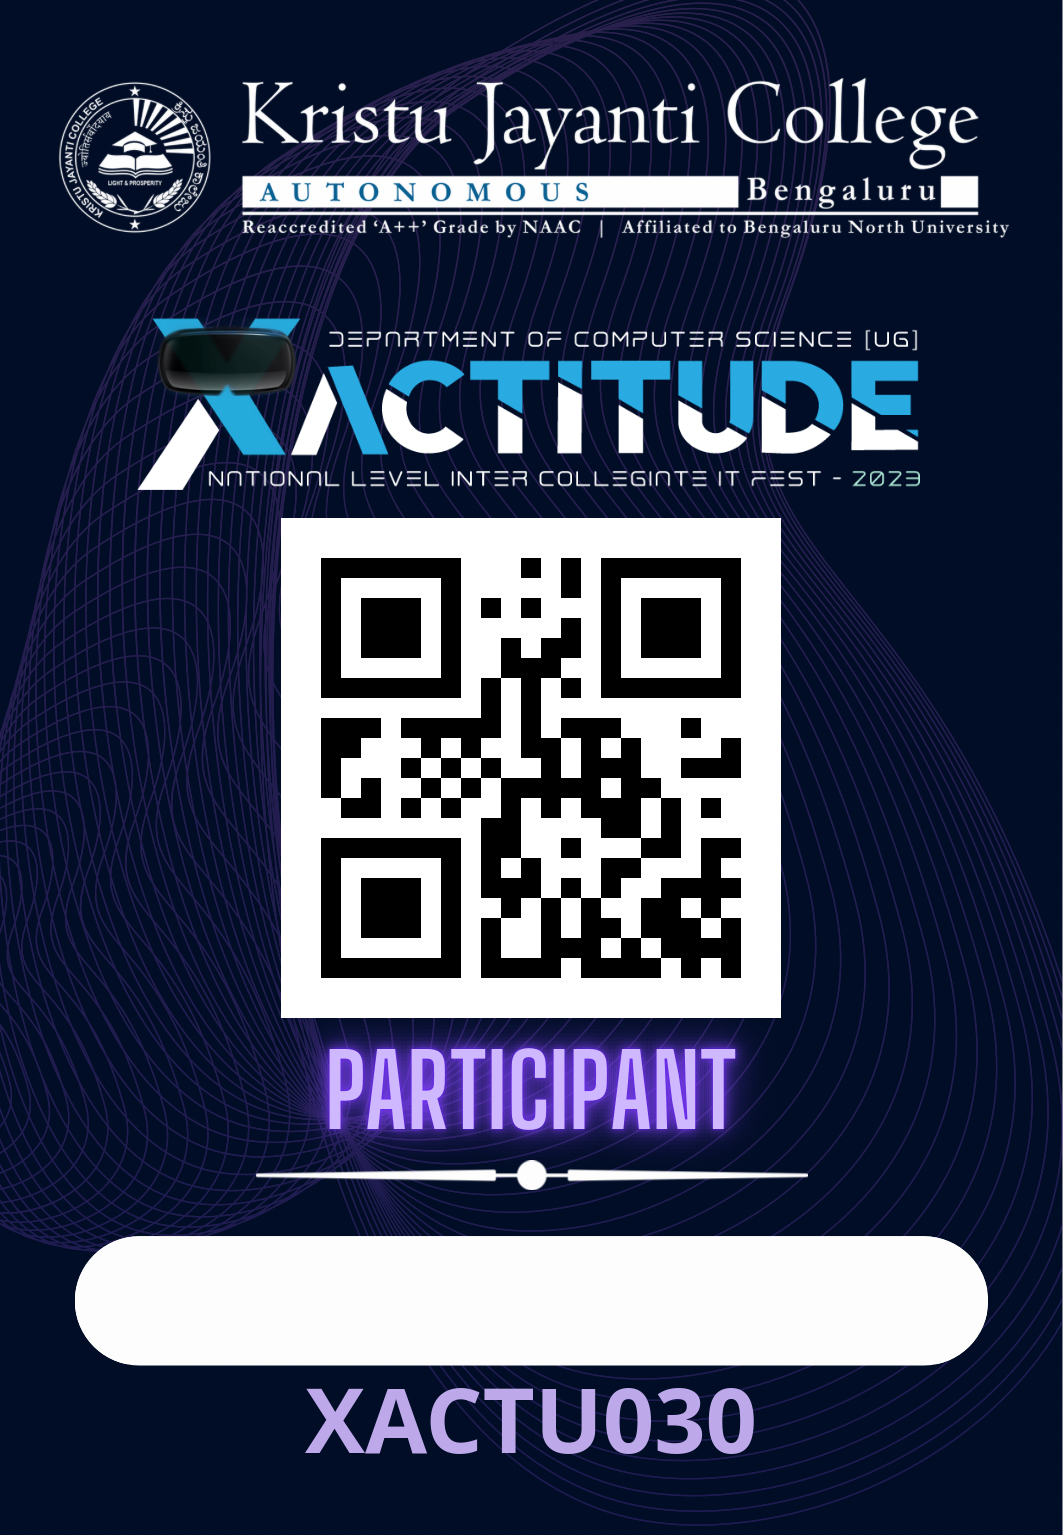 KRISTU JAYANTI COLLEGE
LIGHT & PROSPERITY
Kristu Jayanti College
AUTONOMOUS Bengaluru
Reaccredited ‘A++’ Grade by NAAC | Affiliated to Bengaluru North University
DEPARTMENT OF COMPUTER SCIENCE [UG]
XACTITUDE
NATIONAL LEVEL INTER COLLEGIATE IT FEST - 2023
PARTICIPANT
XACTU030